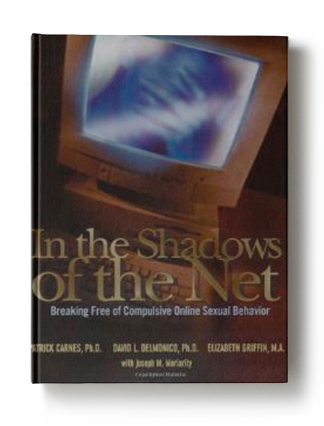 In the Shadows
of the Net
Breaking Free of Compulsive Online Sexual Behavior
PATRICK CARNES, Ph.D. DAVID L. DELMONICO, Ph.D. ELIZABETH GRIFFIN, M.A.
with Joseph M. Moriarity